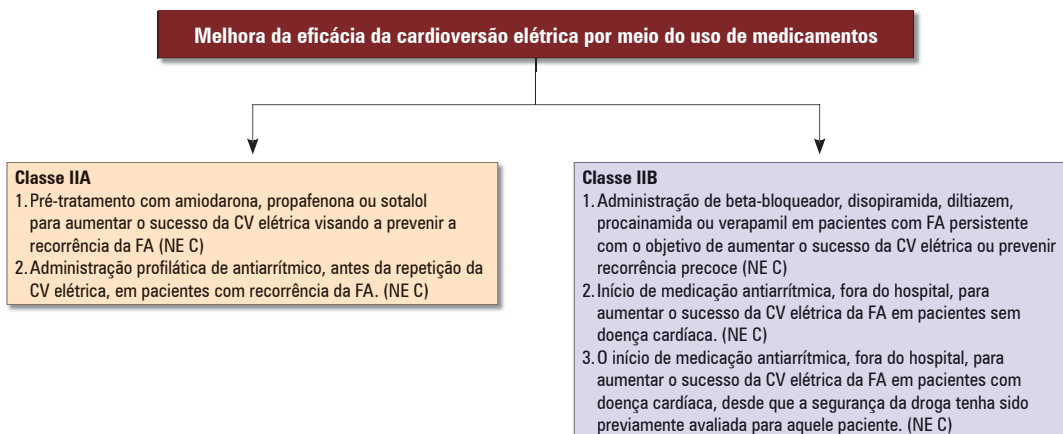 Melhora da eficácia da cardioversão elétrica por meio do uso de medicamentos
Classe IIA
1. Pré-tratamento com amiodarona, propafenona ou sotalol
para aumentar o sucesso da CV elétrica visando a prevenir a
recorrência da FA (NE C)
2. Administração profilática de antiarrítmico, antes da repetição da
CV elétrica, em pacientes com recorrência da FA. (NE C)
Classe IIB
1. Administração de beta-bloqueador, disopiramida, diltiazem,
procainamida ou verapamil em pacientes com FA persistente
com o objetivo de aumentar o sucesso da CV elétrica ou prevenir
recorrência precoce (NE C)
2. Início de medicação antiarrítmica, fora do hospital, para
aumentar o sucesso da CV elétrica da FA em pacientes sem
doença cardíaca. (NE C)
3. O início de medicação antiarrítmica, fora do hospital, para
aumentar o sucesso da CV elétrica da FA em pacientes com
doença cardíaca, desde que a segurança da droga tenha sido
previamente avaliada para aquele paciente. (NE C)